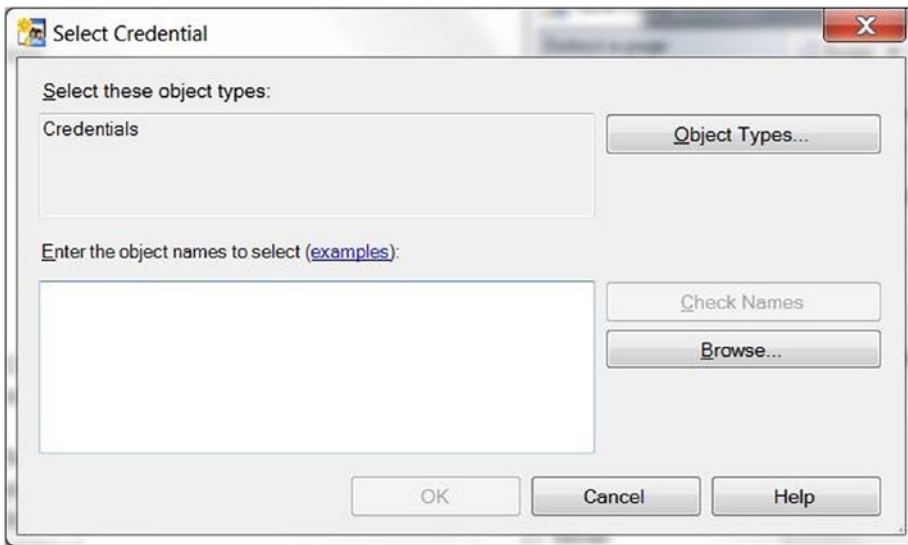 Select Credential
Select these object types:
Credentials
Object Types...
Enter the object names to select (examples):
Check Names
Browse...
OK
Cancel
Help